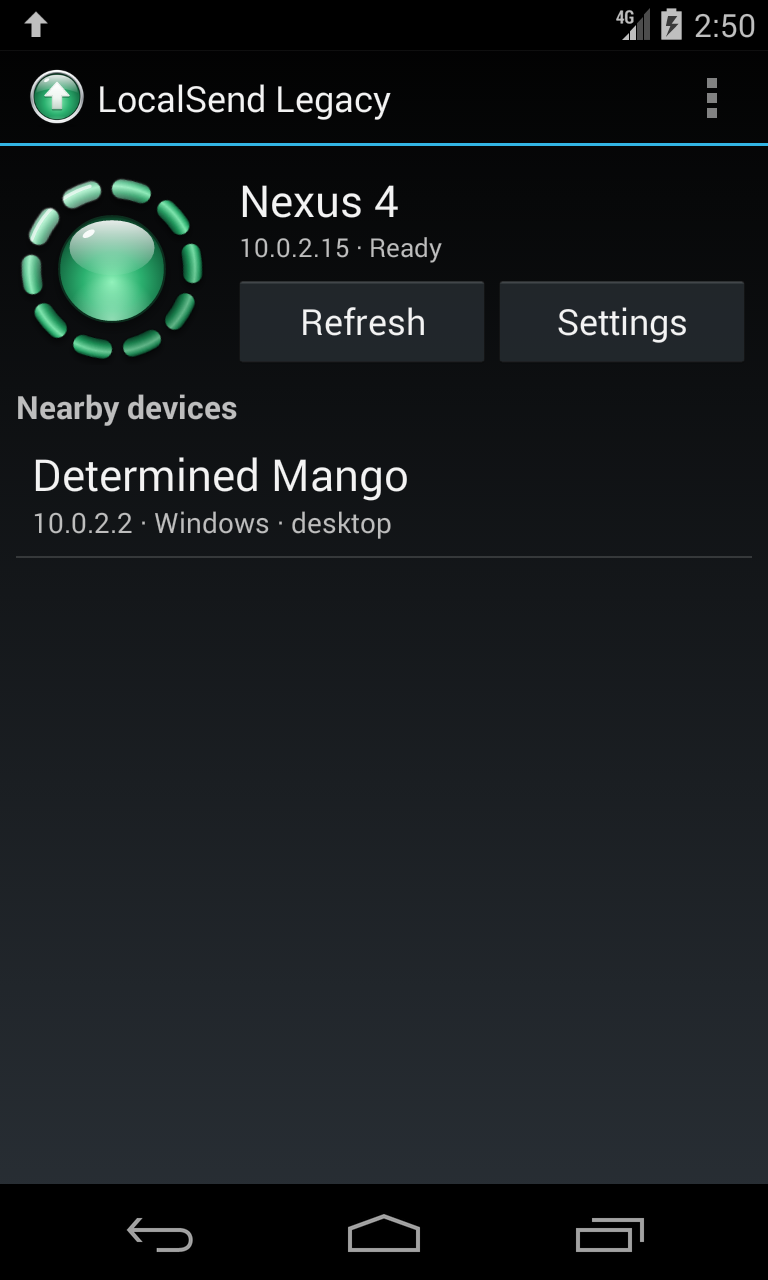 4G 2:50
LocalSend Legacy
Nexus 4
10.0.2.15 · Ready
Refresh Settings
Nearby devices
Determined Mango
10.0.2.2 · Windows · desktop